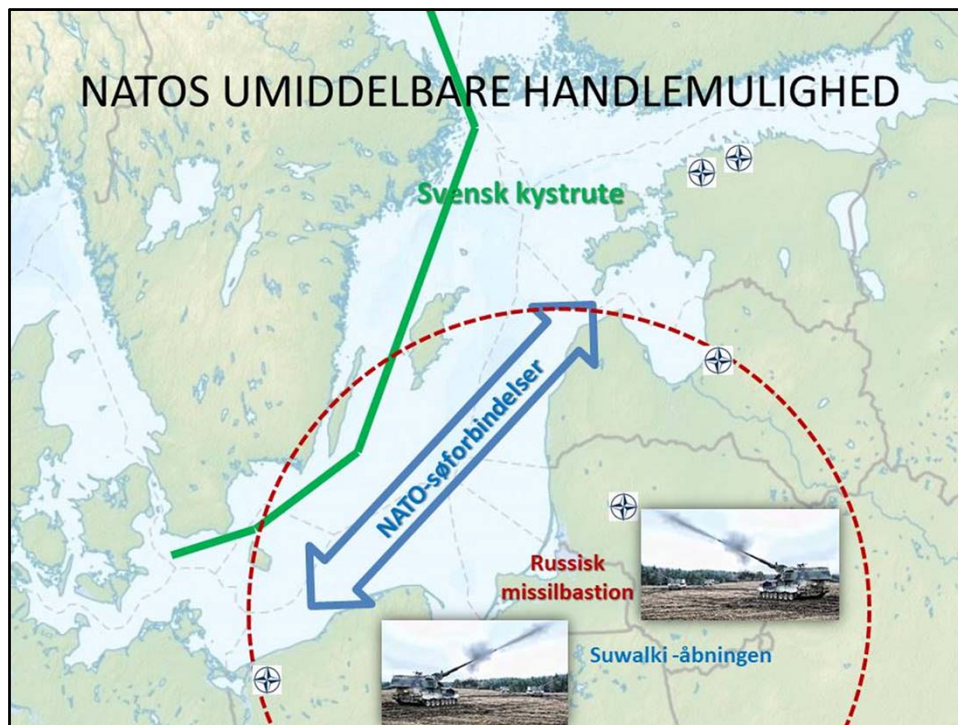 NATOS UMIDDELBARE HANDLEMULIGHED
Svensk kystrute
NATO-søforbindelser
Russisk
missilbastion
Suwalki -åbningen